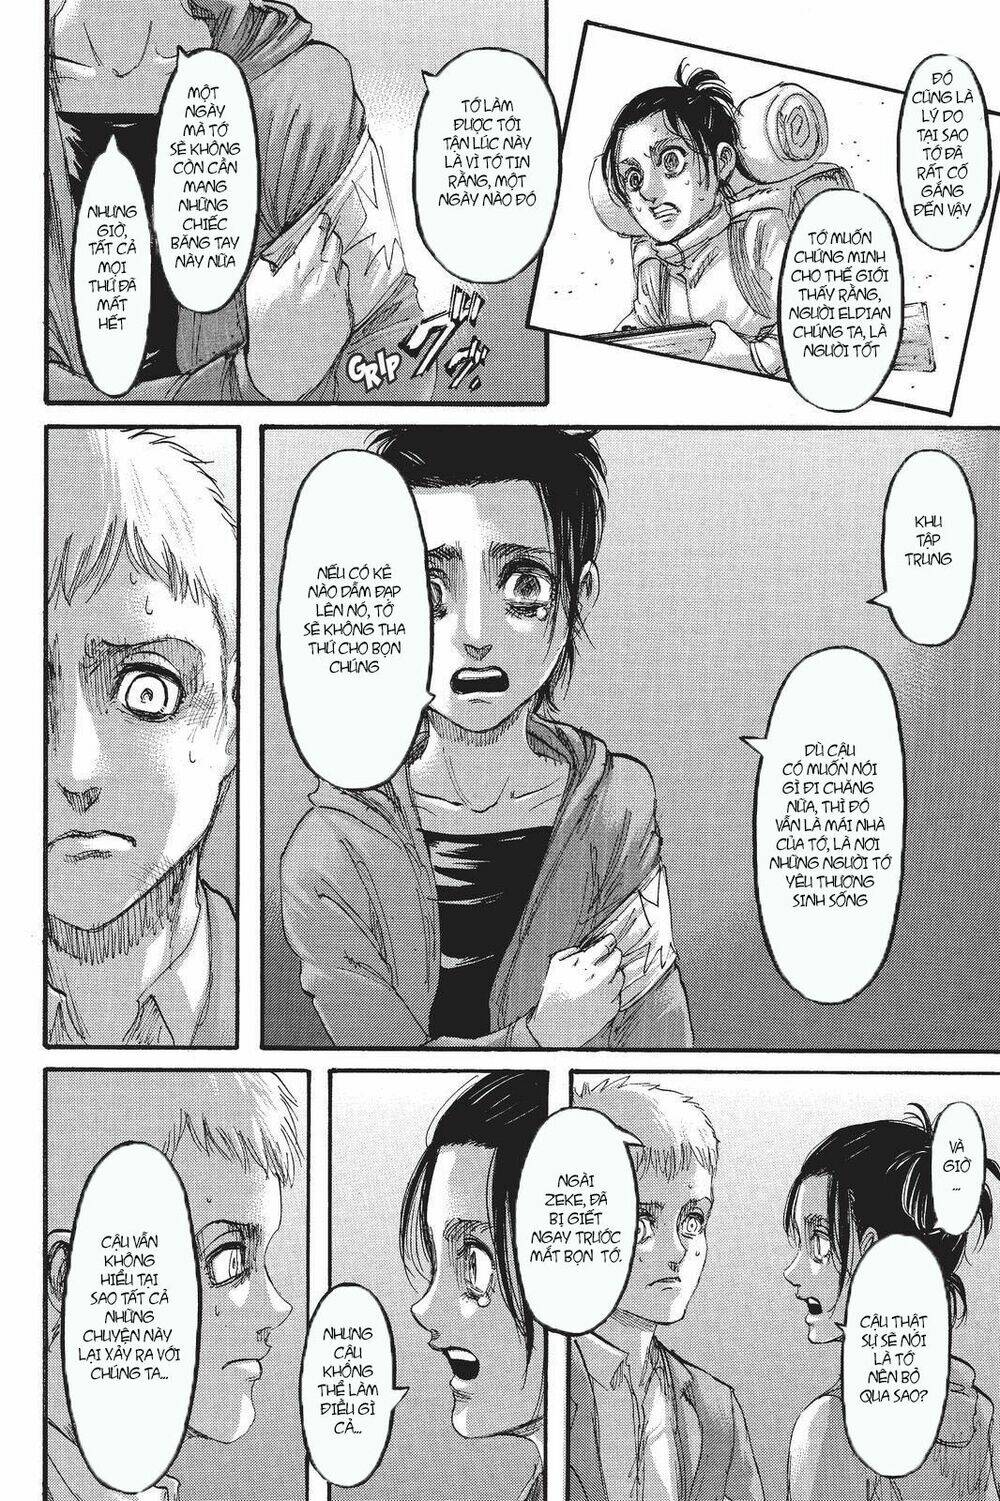 ĐÓ
CŨNG LÀ
LÝ DO
TẠI SAO
TỚ ĐÃ
RẤT CỐ
GẮNG
ĐẾN VẬY
TỚ MUỐN
CHỨNG MINH
CHO THẾ GIỚI
THẤY RẰNG,
NGƯỜI ELDIAN
CHÚNG TA, LÀ
NGƯỜI TỐT
TỚ LÀM
ĐƯỢC TỚI
TẬN LÚC NÀY
LÀ VÌ TỚ TIN
RẰNG, MỘT
NGÀY NÀO ĐÓ
MỘT
NGÀY
MÀ TỚ
SẼ KHÔNG
CÒN CẦN
MANG
NHỮNG
CHIẾC
BĂNG TAY
NÀY NỮA
NHƯNG
GIỜ,
TẤT CẢ
MỌI
THỨ ĐÃ
MẤT
HẾT
GRIP
KHU
TẬP
TRUNG
DÙ CẬU
CÓ MUỐN NÓI
GÌ ĐI CHĂNG
NỮA, THÌ ĐÓ
VẪN LÀ MÁI NHÀ
CỦA TỚ, LÀ NƠI
NHỮNG NGƯỜI TỚ
YÊU THƯƠNG
SINH SỐNG
NẾU CÓ KẺ
NÀO DẪM ĐẠP
LÊN NÓ, TỚ
SẼ KHÔNG THA
THỨ CHO BỌN
CHÚNG
VÀ
GIỜ
...
CẬU THẬT
SỰ SẼ NÓI
LÀ TỚ
NÊN BỎ
QUA SAO?
NGÀI
ZEKE, ĐÃ
BỊ GIẾT
NGAY TRƯỚC
MẮT BỌN TỚ.
NHƯNG
CẬU
KHÔNG
THỂ LÀM
ĐIỀU GÌ
CẢ...
CẬU VẪN
KHÔNG
HIỂU TẠI
SAO TẤT CẢ
NHỮNG
CHUYỆN NÀY
LẠI XẢY RA VỚI
CHÚNG TA...